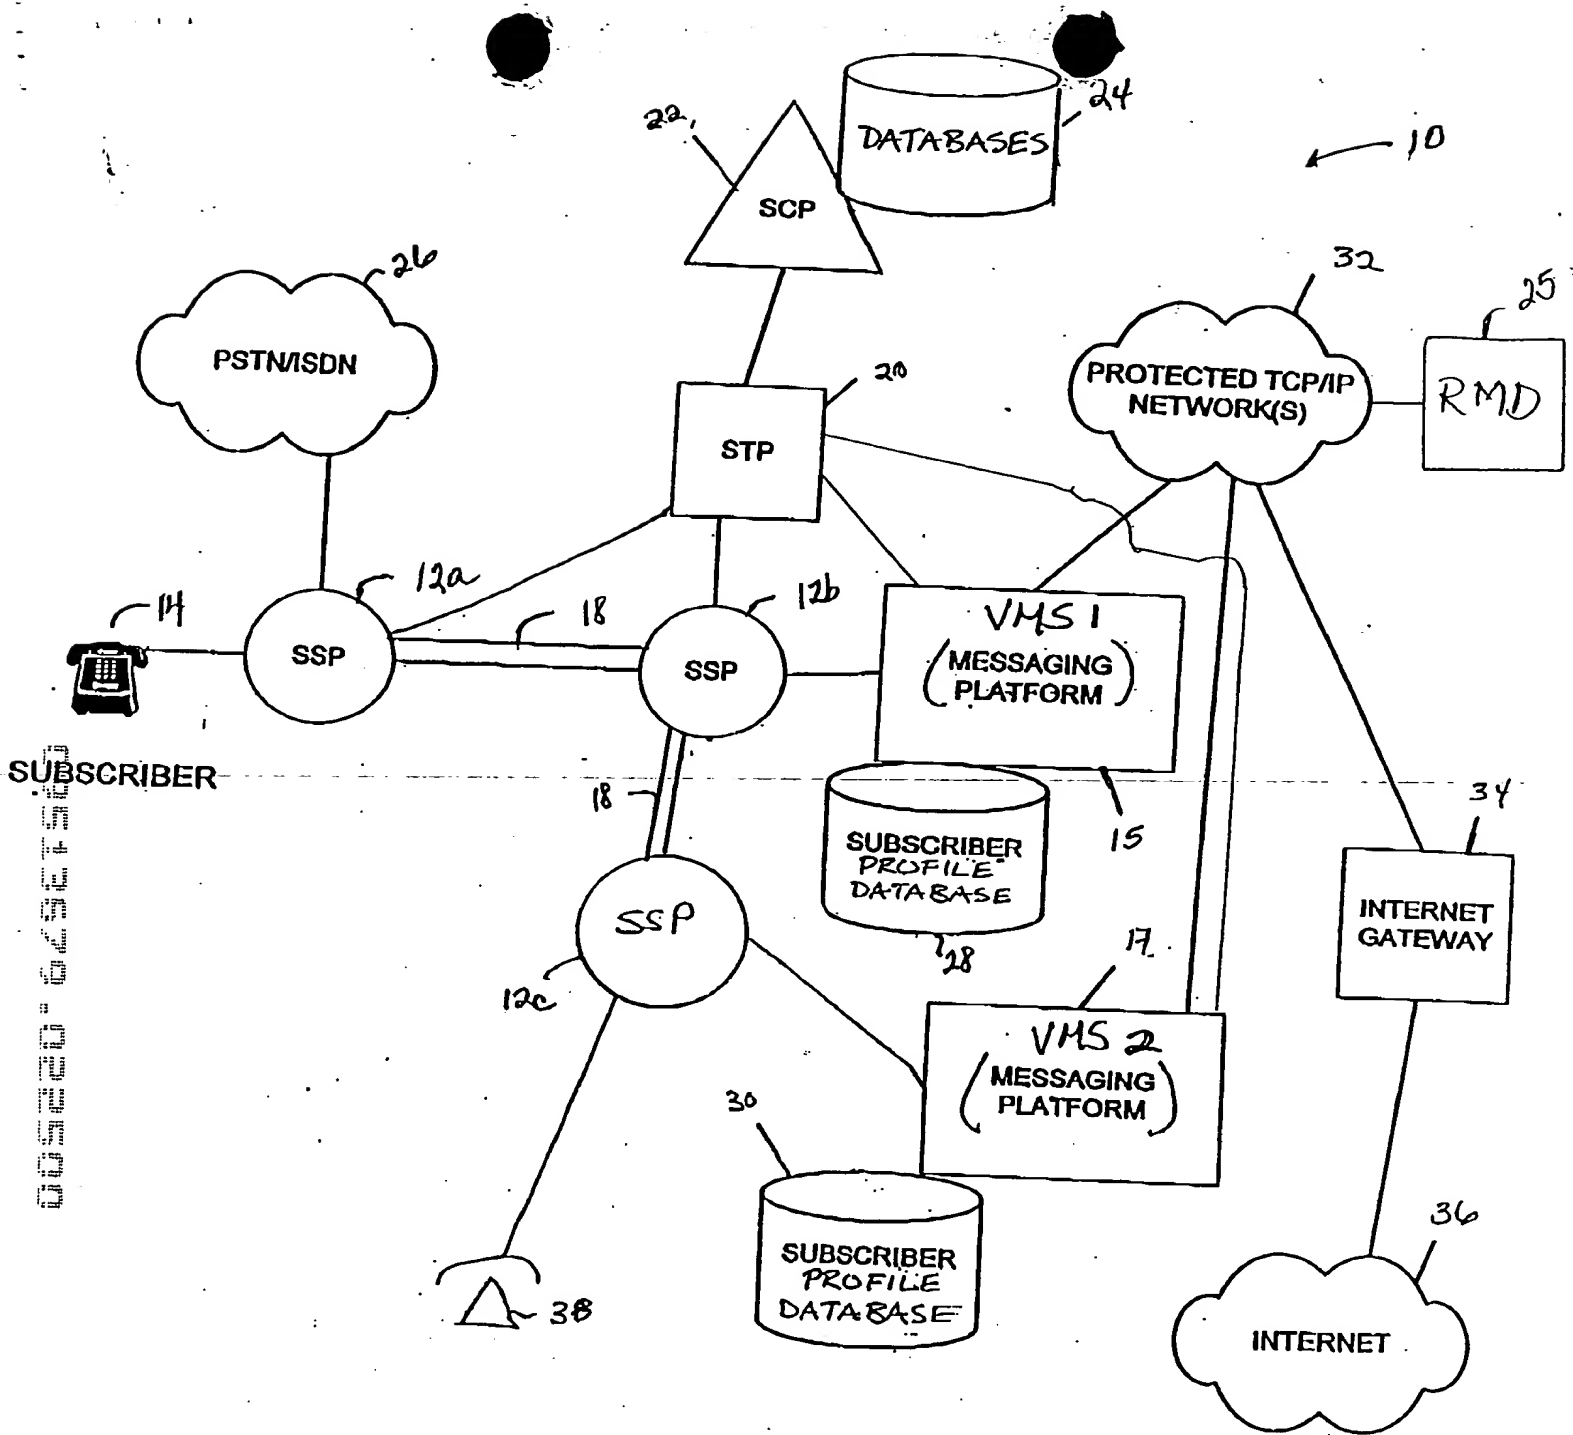 24
22
DATABASES
10
SCP
26
32
25
PSTN/ISDN
20
PROTECTED TCP/IP
NETWORK(S)
RMD
STP
12a
14
18
12b
VMS 1
SSP
SSP
(MESSAGING
PLATFORM)
SUBSCRIBER
18
15
34
SUBSCRIBER
PROFILE
DATABASE
SSP
INTERNET
GATEWAY
28
17
12c
VMS 2
(MESSAGING
PLATFORM)
30
36
SUBSCRIBER
PROFILE
DATABASE
38
INTERNET